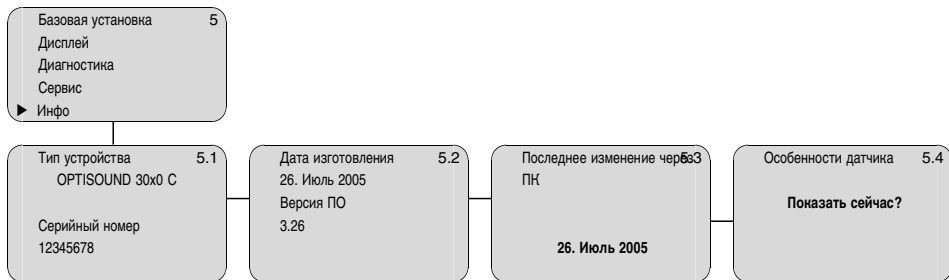 Базовая установка 5
Дисплей
Диагностика
Сервис
▶ Инфо
Тип устройства 5.1
OPTISOUND 30x0 C
Серийный номер
12345678
Дата изготовления 5.2
26. Июль 2005
Версия ПО
3.26
Последнее изменение через 5.3
ПК
26. Июль 2005
Особенности датчика 5.4
Показать сейчас?